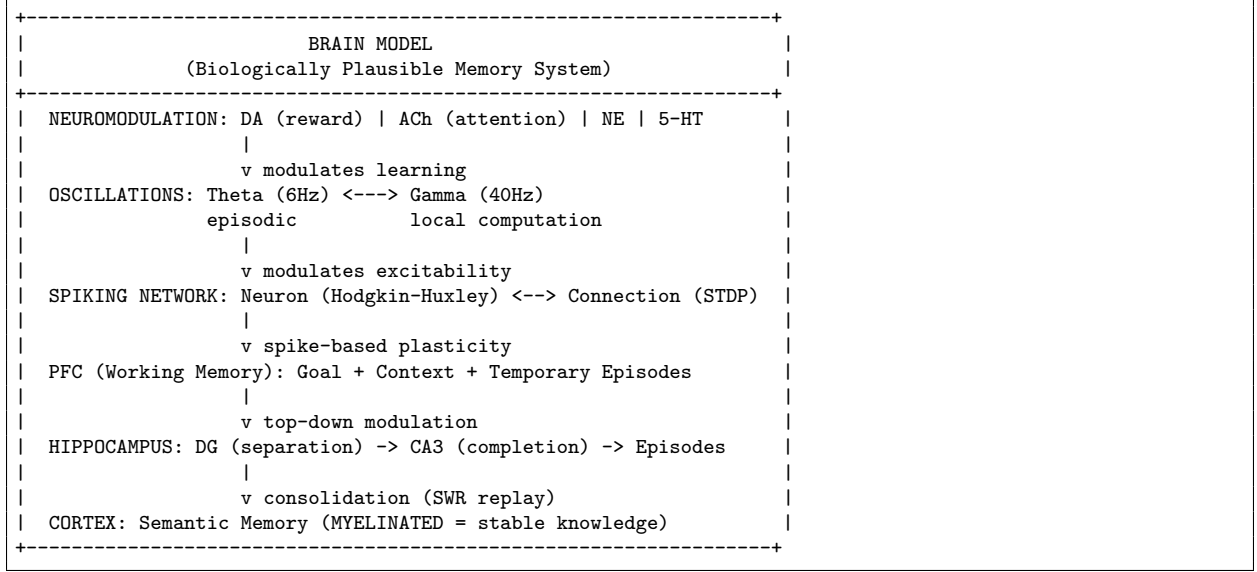 +------------------------------------------------------------------+
|                         BRAIN MODEL                              |
|              (Biologically Plausible Memory System)              |
+------------------------------------------------------------------+
|  NEUROMODULATION: DA (reward) | ACh (attention) | NE | 5-HT      |
|                   |                                              |
|                   v modulates learning                           |
|  OSCILLATIONS: Theta (6Hz) <---> Gamma (40Hz)                    |
|                episodic          local computation               |
|                   |                                              |
|                   v modulates excitability                       |
|  SPIKING NETWORK: Neuron (Hodgkin-Huxley) <--> Connection (STDP) |
|                   |                                              |
|                   v spike-based plasticity                       |
|  PFC (Working Memory): Goal + Context + Temporary Episodes       |
|                   |                                              |
|                   v top-down modulation                          |
|  HIPPOCAMPUS: DG (separation) -> CA3 (completion) -> Episodes    |
|                   |                                              |
|                   v consolidation (SWR replay)                   |
|  CORTEX: Semantic Memory (MYELINATED = stable knowledge)         |
+------------------------------------------------------------------+